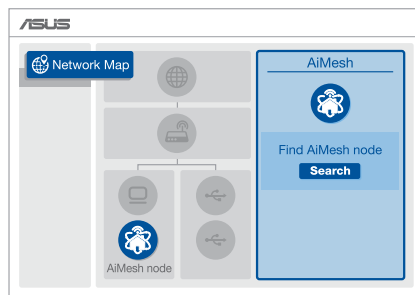 ASUS
Network Map
AiMesh
Find AiMesh node
Search
AiMesh node